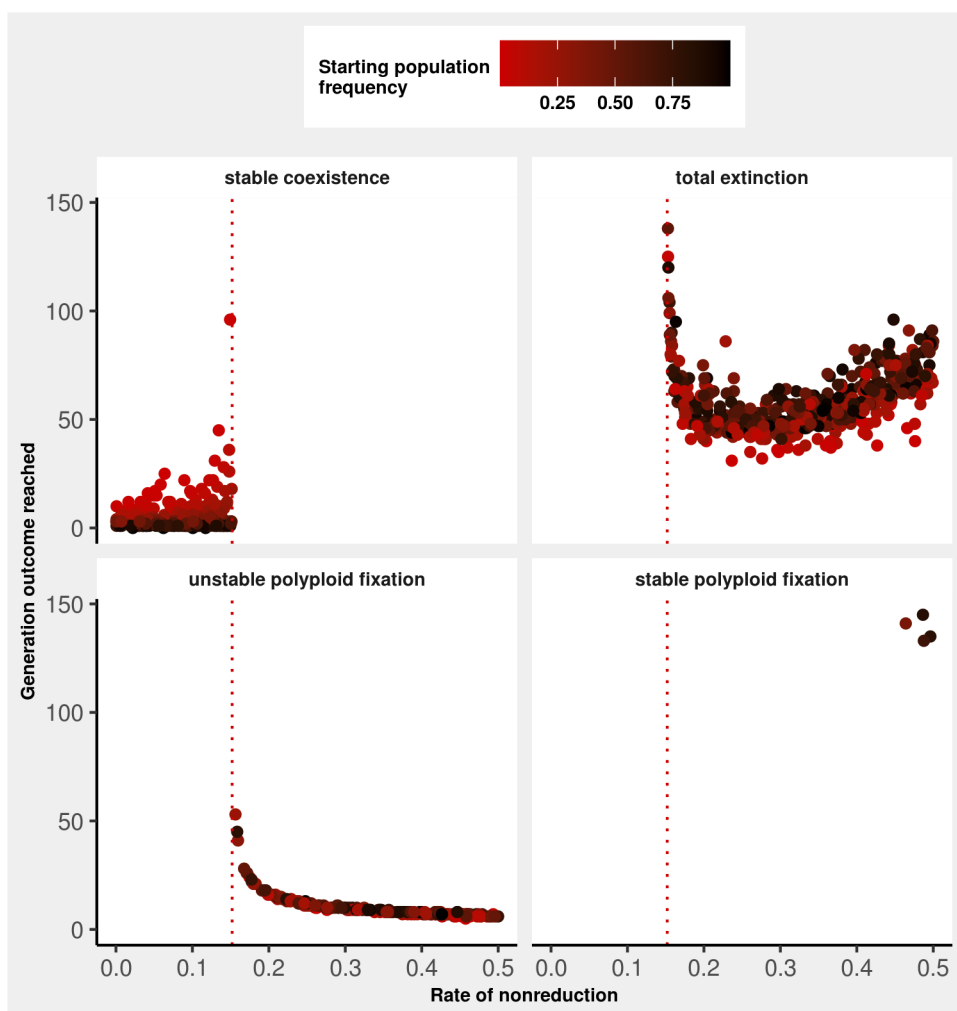 Starting population
frequency
0.25 0.50 0.75
stable coexistence
total extinction
150
100
50
0
unstable polyploid fixation
stable polyploid fixation
150
100
50
0
0.0 0.1 0.2 0.3 0.4 0.5
0.0 0.1 0.2 0.3 0.4 0.5
Generation outcome reached
Rate of nonreduction